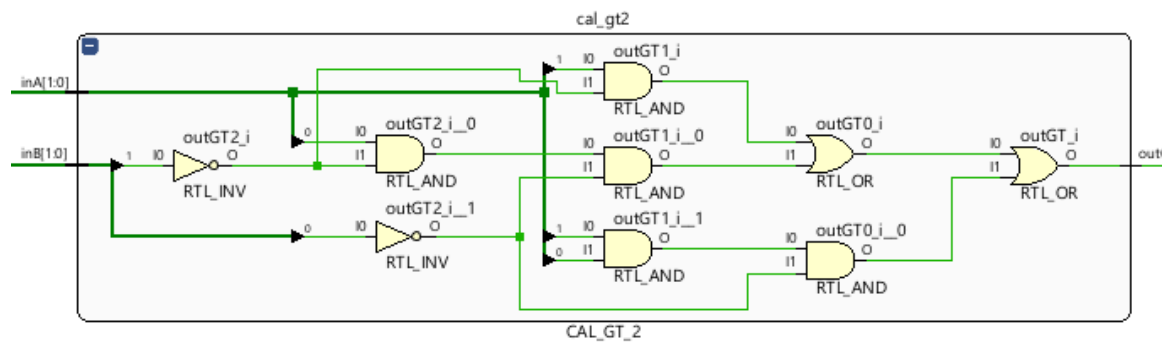 cal_gt2
inA[1:0]
inB[1:0]
1
I0
outGT2_i
O
RTL_INV
0
I0
I1
outGT2_i__0
O
RTL_AND
0
I0
outGT2_i__1
O
RTL_INV
1
I0
I1
outGT1_i
O
RTL_AND
I0
I1
outGT1_i__0
O
RTL_AND
1
0
I0
I1
outGT1_i__1
O
RTL_AND
I0
I1
outGT0_i
O
RTL_OR
I0
I1
outGT0_i__0
O
RTL_AND
I0
I1
outGT_i
O
RTL_OR
CAL_GT_2